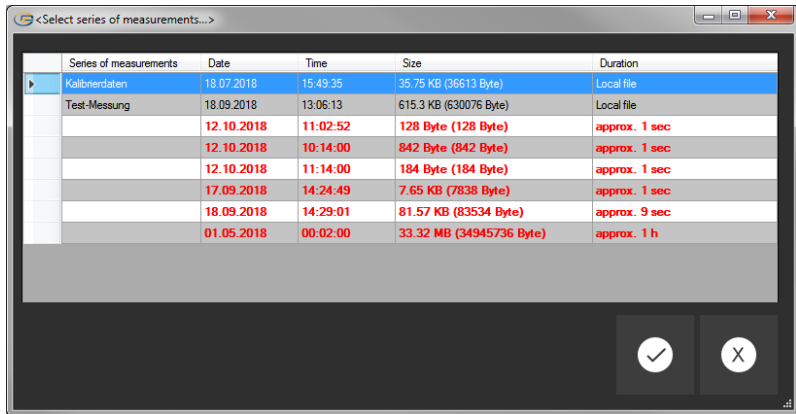 <Select series of measurements...>
Series of measurements Date Time Size Duration
Kalibrierdaten 18.07.2018 15:49:35 35.75 KB (36613 Byte) Local file
Test-Messung 18.09.2018 13:06:13 615.3 KB (630076 Byte) Local file
12.10.2018 11:02:52 128 Byte (128 Byte) approx. 1 sec
12.10.2018 10:14:00 842 Byte (842 Byte) approx. 1 sec
12.10.2018 11:14:00 184 Byte (184 Byte) approx. 1 sec
17.09.2018 14:24:49 7.65 KB (7838 Byte) approx. 1 sec
18.09.2018 14:29:01 81.57 KB (83534 Byte) approx. 9 sec
01.05.2018 00:02:00 33.32 MB (34945736 Byte) approx. 1 h